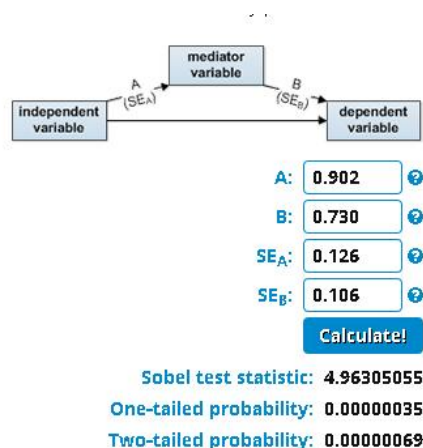 mediator
variable
A
(SEA)
B
(SEB)
independent
variable
dependent
variable
A: 0.902
B: 0.730
SEA: 0.126
SEB: 0.106
Calculate!
Sobel test statistic: 4.96305055
One-tailed probability: 0.00000035
Two-tailed probability: 0.00000069